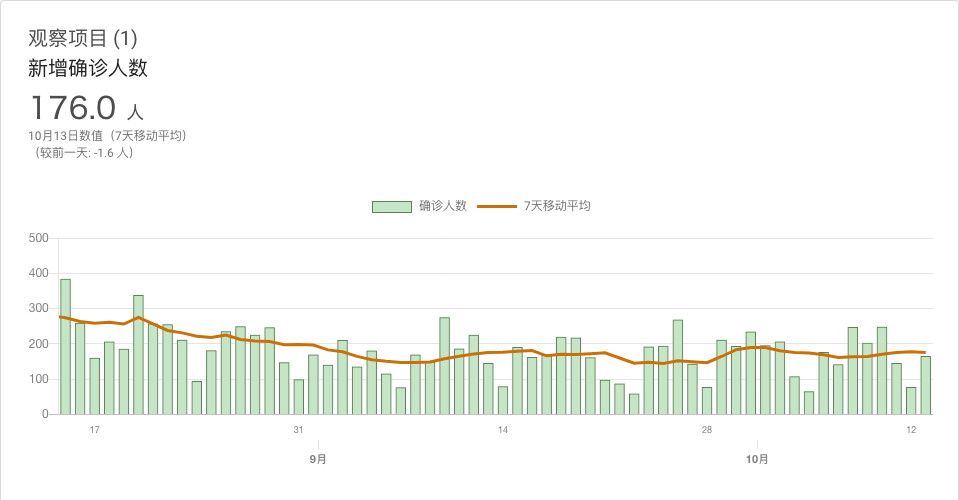 观察项目 (1)
新增确诊人数
176.0 人
10月13日数值（7天移动平均）
（较前一天: -1.6 人）
确诊人数 7天移动平均
500
400
300
200
100
0
17 31 14 28 12
9月 10月